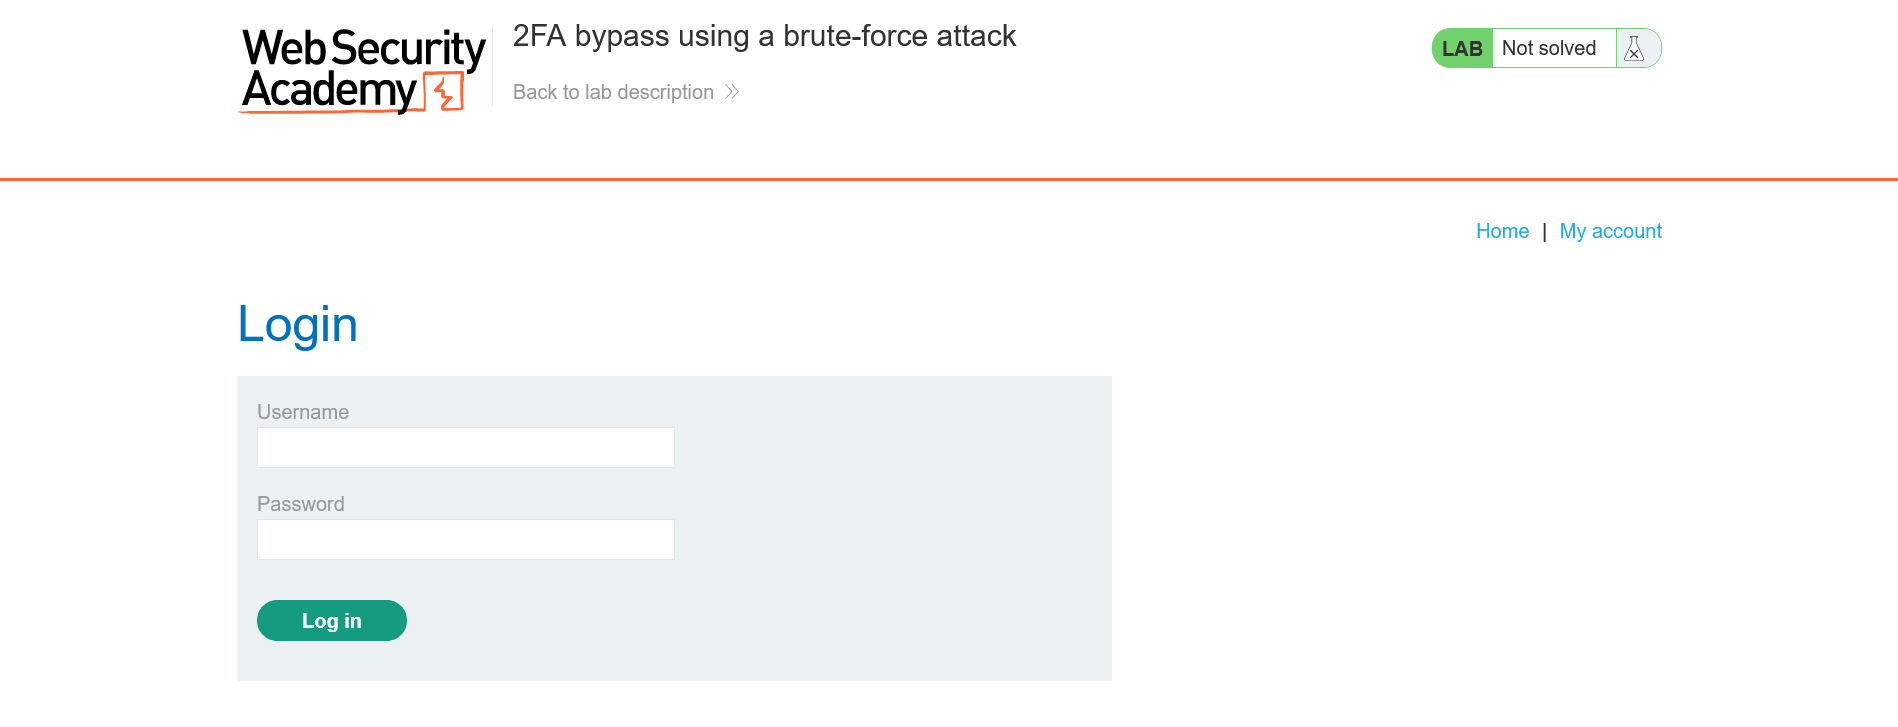 Web Security
Academy
2FA bypass using a brute-force attack
Back to lab description
LAB Not solved
Home | My account
Login
Username
Password
Log in